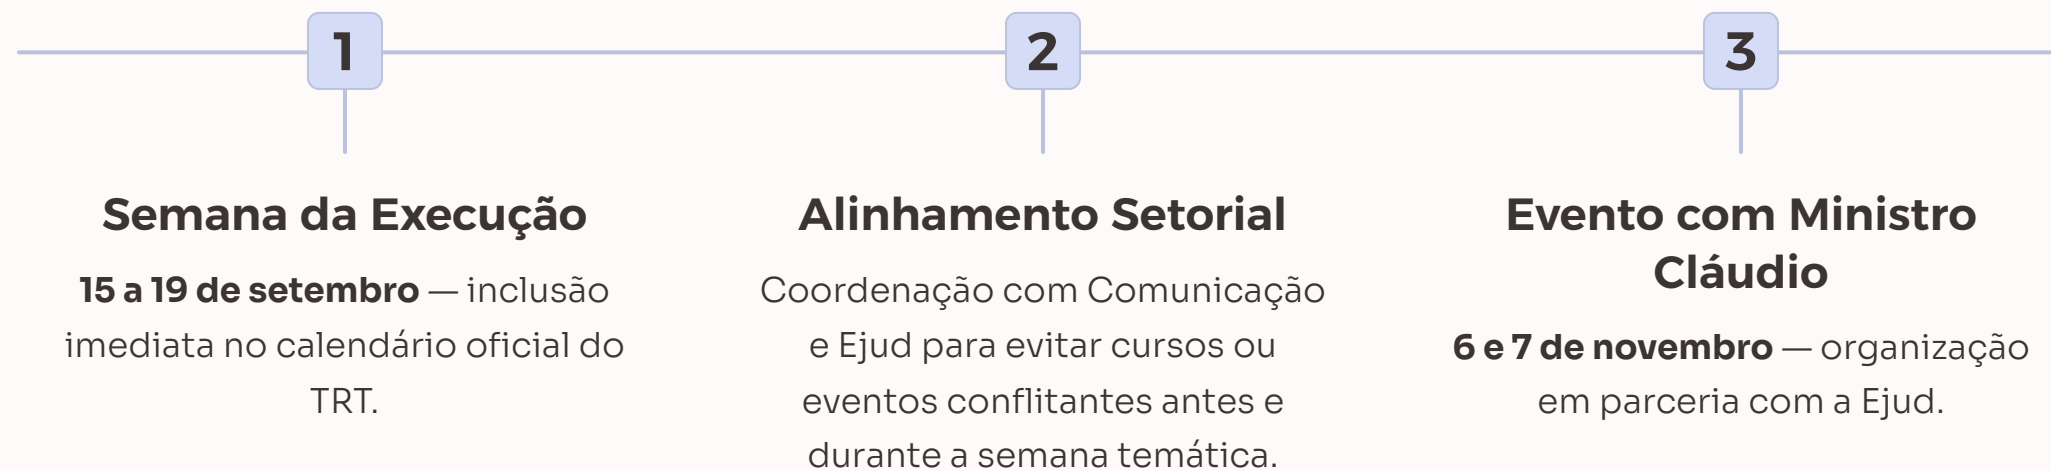 1
Semana da Execução
15 a 19 de setembro — inclusão
imediata no calendário oficial do
TRT.
2
Alinhamento Setorial
Coordenação com Comunicação
e Ejud para evitar cursos ou
eventos conflitantes antes e
durante a semana temática.
3
Evento com Ministro
Cláudio
6 e 7 de novembro — organização
em parceria com a Ejud.